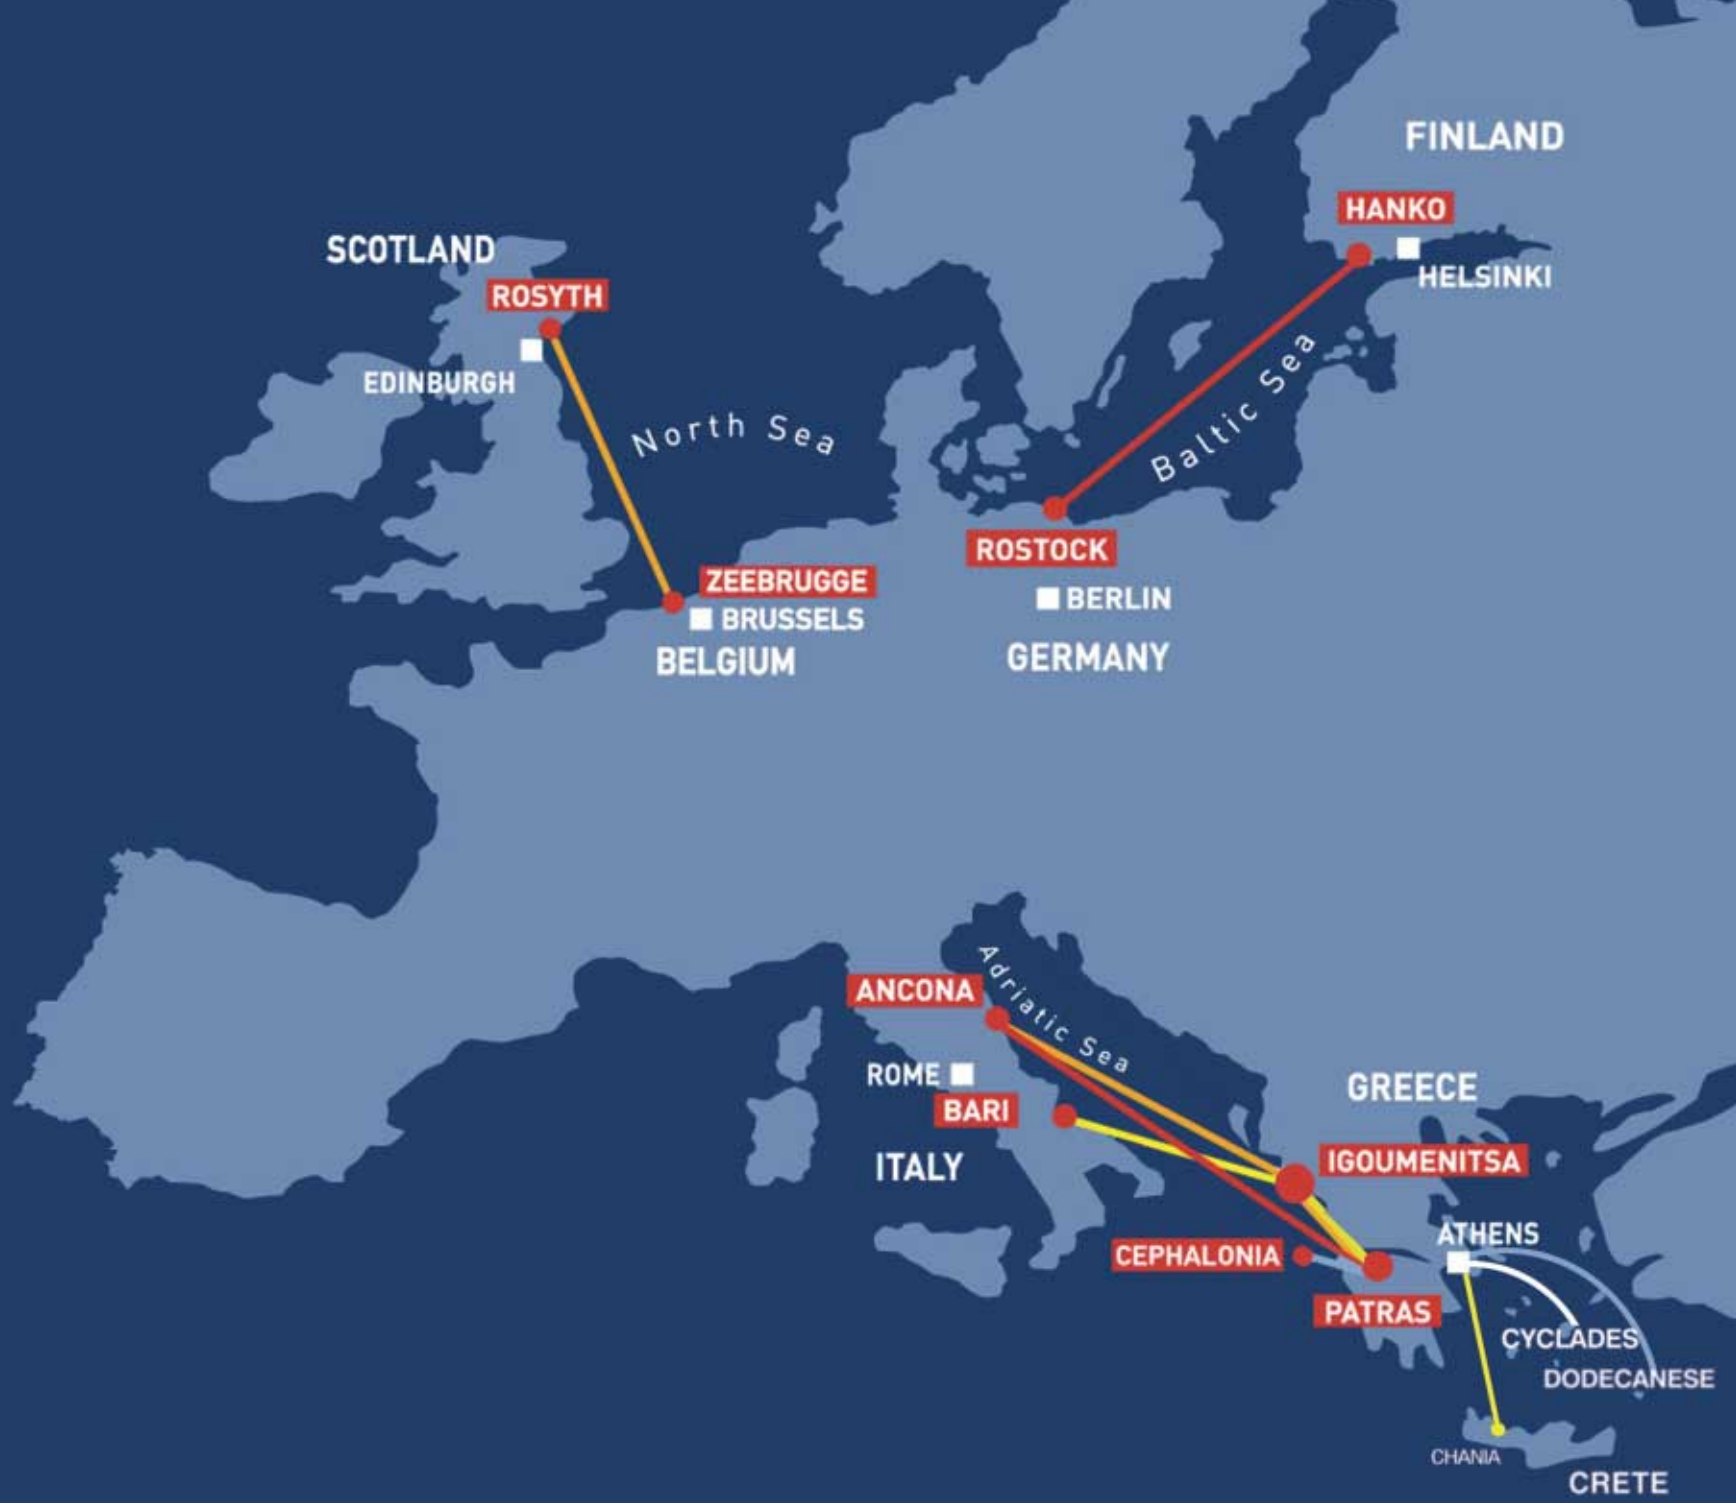 FINLAND
HANKO
HELSINKI
SCOTLAND
ROSYTH
EDINBURGH
North Sea
Baltic Sea
ROSTOCK
BERLIN
GERMANY
ZEEBRUGGE
BRUSSELS
BELGIUM
Adriatic Sea
ANCONA
ROME
BARI
ITALY
GREECE
IGOUMENITSA
ATHENS
CEPHALONIA
PATRAS
CYCLADES
DODECANESE
CHANIA
CRETE